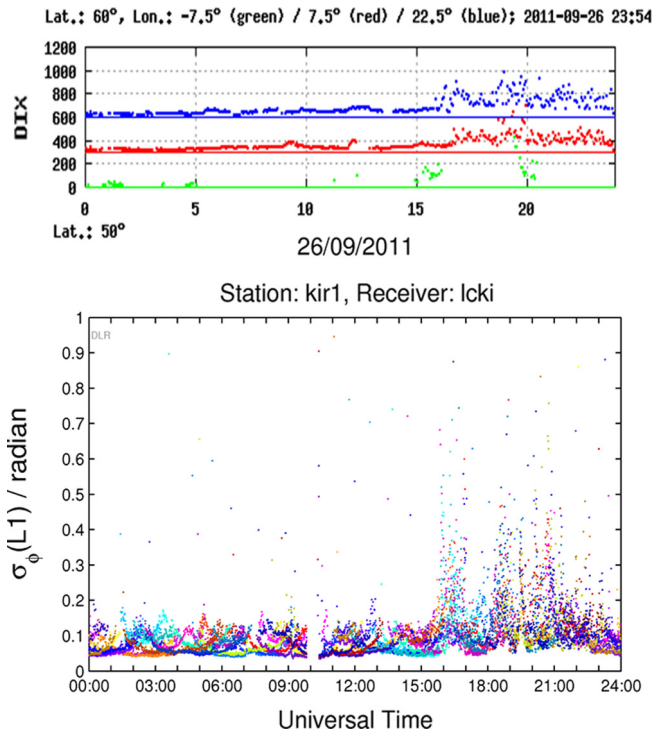 Lat.: 60°, Lon.: -7.5° (green) / 7.5° (red) / 22.5° (blue); 2011-09-26 23:54
1200
1000
800
600
400
200
0
DIX
0 5 10 15 20
Lat.: 50°
26/09/2011
Station: kir1, Receiver: lcki
1
DLR
0.9
0.8
0.7
0.6
0.5
0.4
0.3
0.2
0.1
0
σϕ(L1) / radian
00:00 03:00 06:00 09:00 12:00 15:00 18:00 21:00 24:00
Universal Time